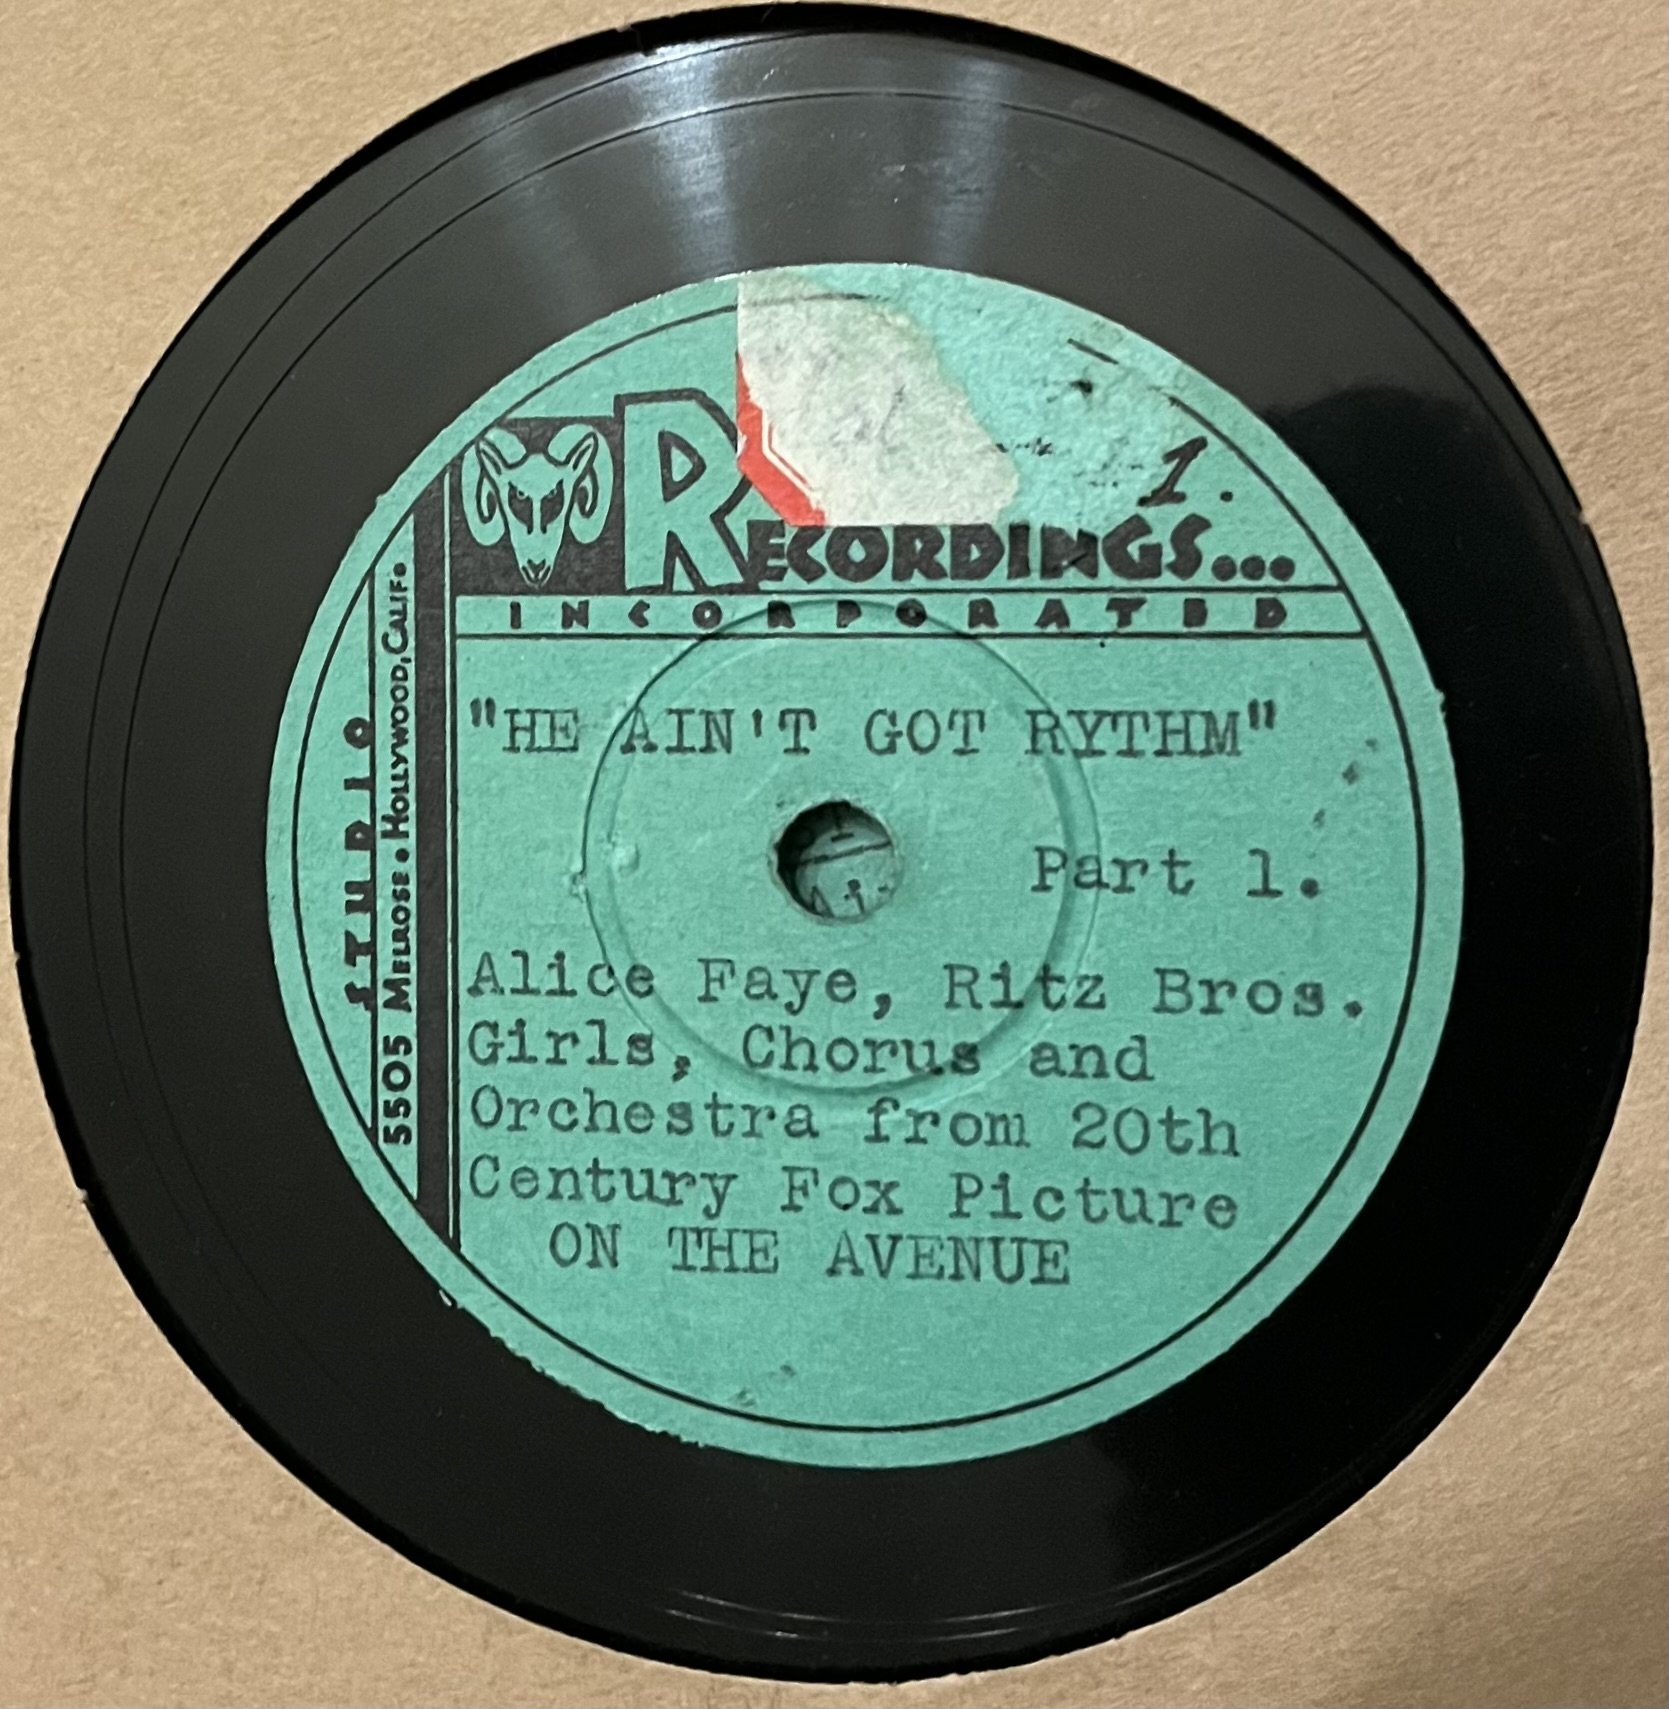 1.
RECORDINGS...
INCORPORATED
STUDIO
5505 MELROSE. HOLLYWOOD, CALIF.
"HE AIN'T GOT RYTHM"
Part 1.
Alice Faye, Ritz Bros.
Girls, Chorus and
Orchestra from 20th
Century Fox Picture
ON THE AVENUE